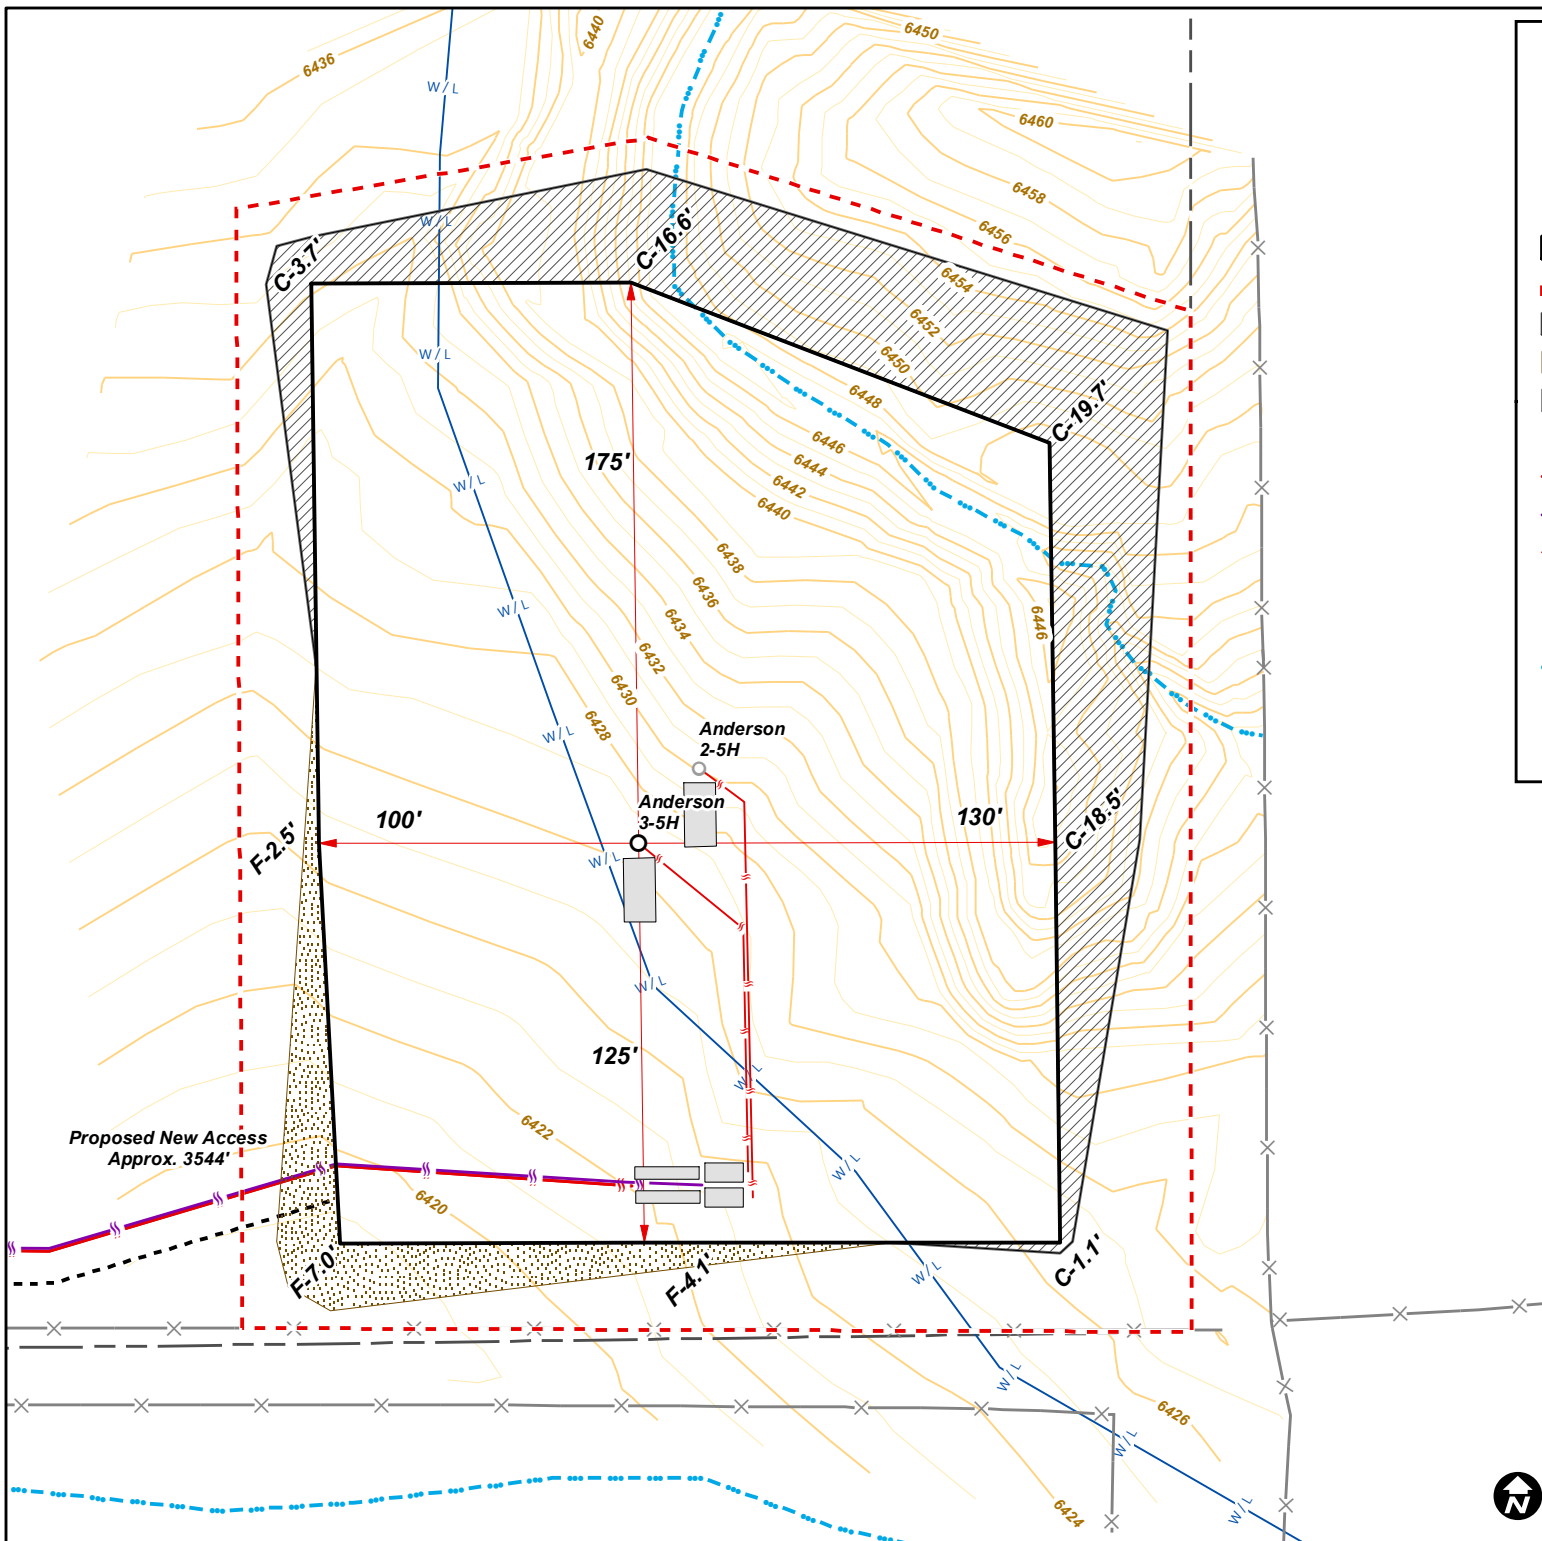 6440
6450
6436
W/L
6460
6458
W/L
C-16.6'
6456
C-3.7'
6454
6452
W/L
6450
6448
C-19.7'
6446
175'
6444
W/L
6442
6440
6438
6436
W/L
6446
6434
6432
6430
6428
W/L
Anderson
2-5H
Anderson
3-5H
100'
130'
C-18.5'
F-2.5'
W/L
W/L
125'
W/L
6422
Proposed New Access
Approx. 3544'
W/L
6420
F-7.0'
F-4.1'
C-1.1'
W/L
W/L
6426
W/L
6424
W/L
N